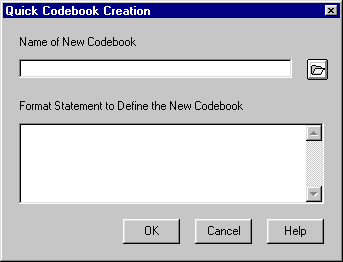 Quick Codebook Creation
Name of New Codebook
Format Statement to Define the New Codebook
OK Cancel Help